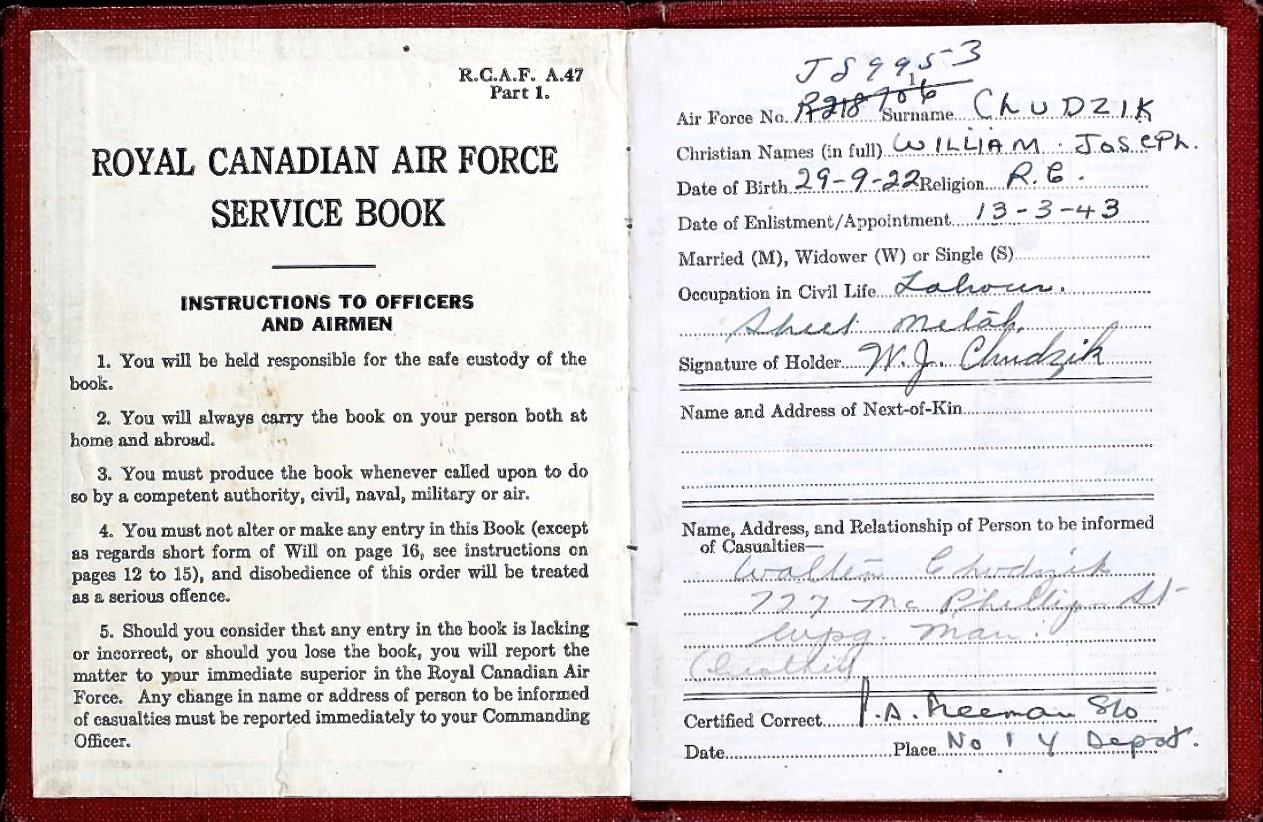 R.C.A.F. A.47
Part 1.
ROYAL CANADIAN AIR FORCE
SERVICE BOOK
INSTRUCTIONS TO OFFICERS
AND AIRMEN
1. You will be held responsible for the safe custody of the
book.
2. You will always carry the book on your person both at
home and abroad.
3. You must produce the book whenever called upon to do
so by a competent authority, civil, naval, military or air.
4. You must not alter or make any entry in this Book (except
as regards short form of Will on page 16, see instructions on
pages 12 to 15), and disobedience of this order will be treated
as a serious offence.
5. Should you consider that any entry in the book is lacking
or incorrect, or should you lose the book, you will report the
matter to your immediate superior in the Royal Canadian Air
Force. Any change in name or address of person to be informed
of casualties must be reported immediately to your Commanding
Officer.
J89953
1
Air Force No. R218706 Surname CHUDZIK
Christian Names (in full) WILLIAM. JOSEPh.
Date of Birth 29-9-22 Religion R.C.
Date of Enlistment/Appointment 13-3-43
Married (M), Widower (W) or Single (S)
Occupation in Civil Life Labour.
Sheet metal.
Signature of Holder W.J. Chudzik
Name and Address of Next-of-Kin
Name, Address, and Relationship of Person to be informed
of Casualties—
Walter Chudzik
777 Mc Phillip St
Wpg. Man.
Certified Correct .A. Freeman S/o
Date Place No 1 Y Depot.